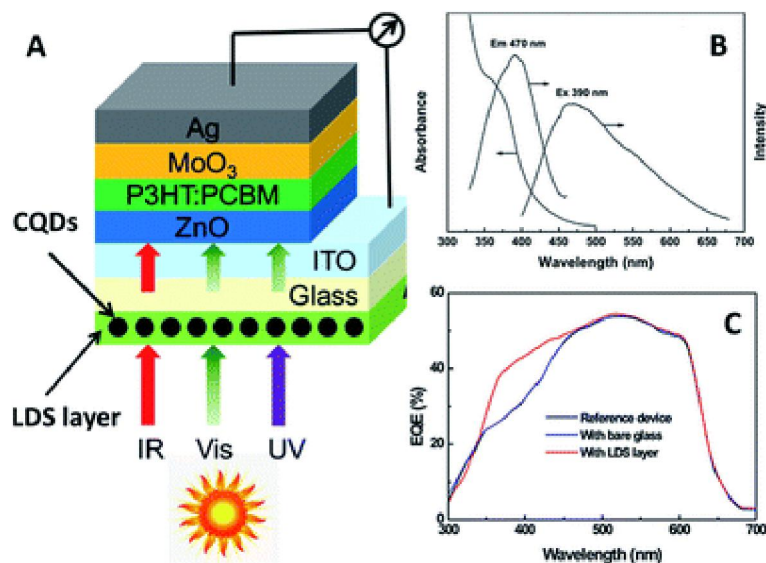 A
Ag
MoO₃
P3HT:PCBM
ZnO
CQDs
ITO
Glass
LDS layer
IR Vis UV
B
Em 470 nm
Ex 390 nm
Absorbance
Intensity
300 350 400 450 500 550 600 650 700
Wavelength (nm)
C
60
40
20
0
EQE (%)
Reference device
With bare glass
With LDS layer
300 400 500 600 700
Wavelength (nm)